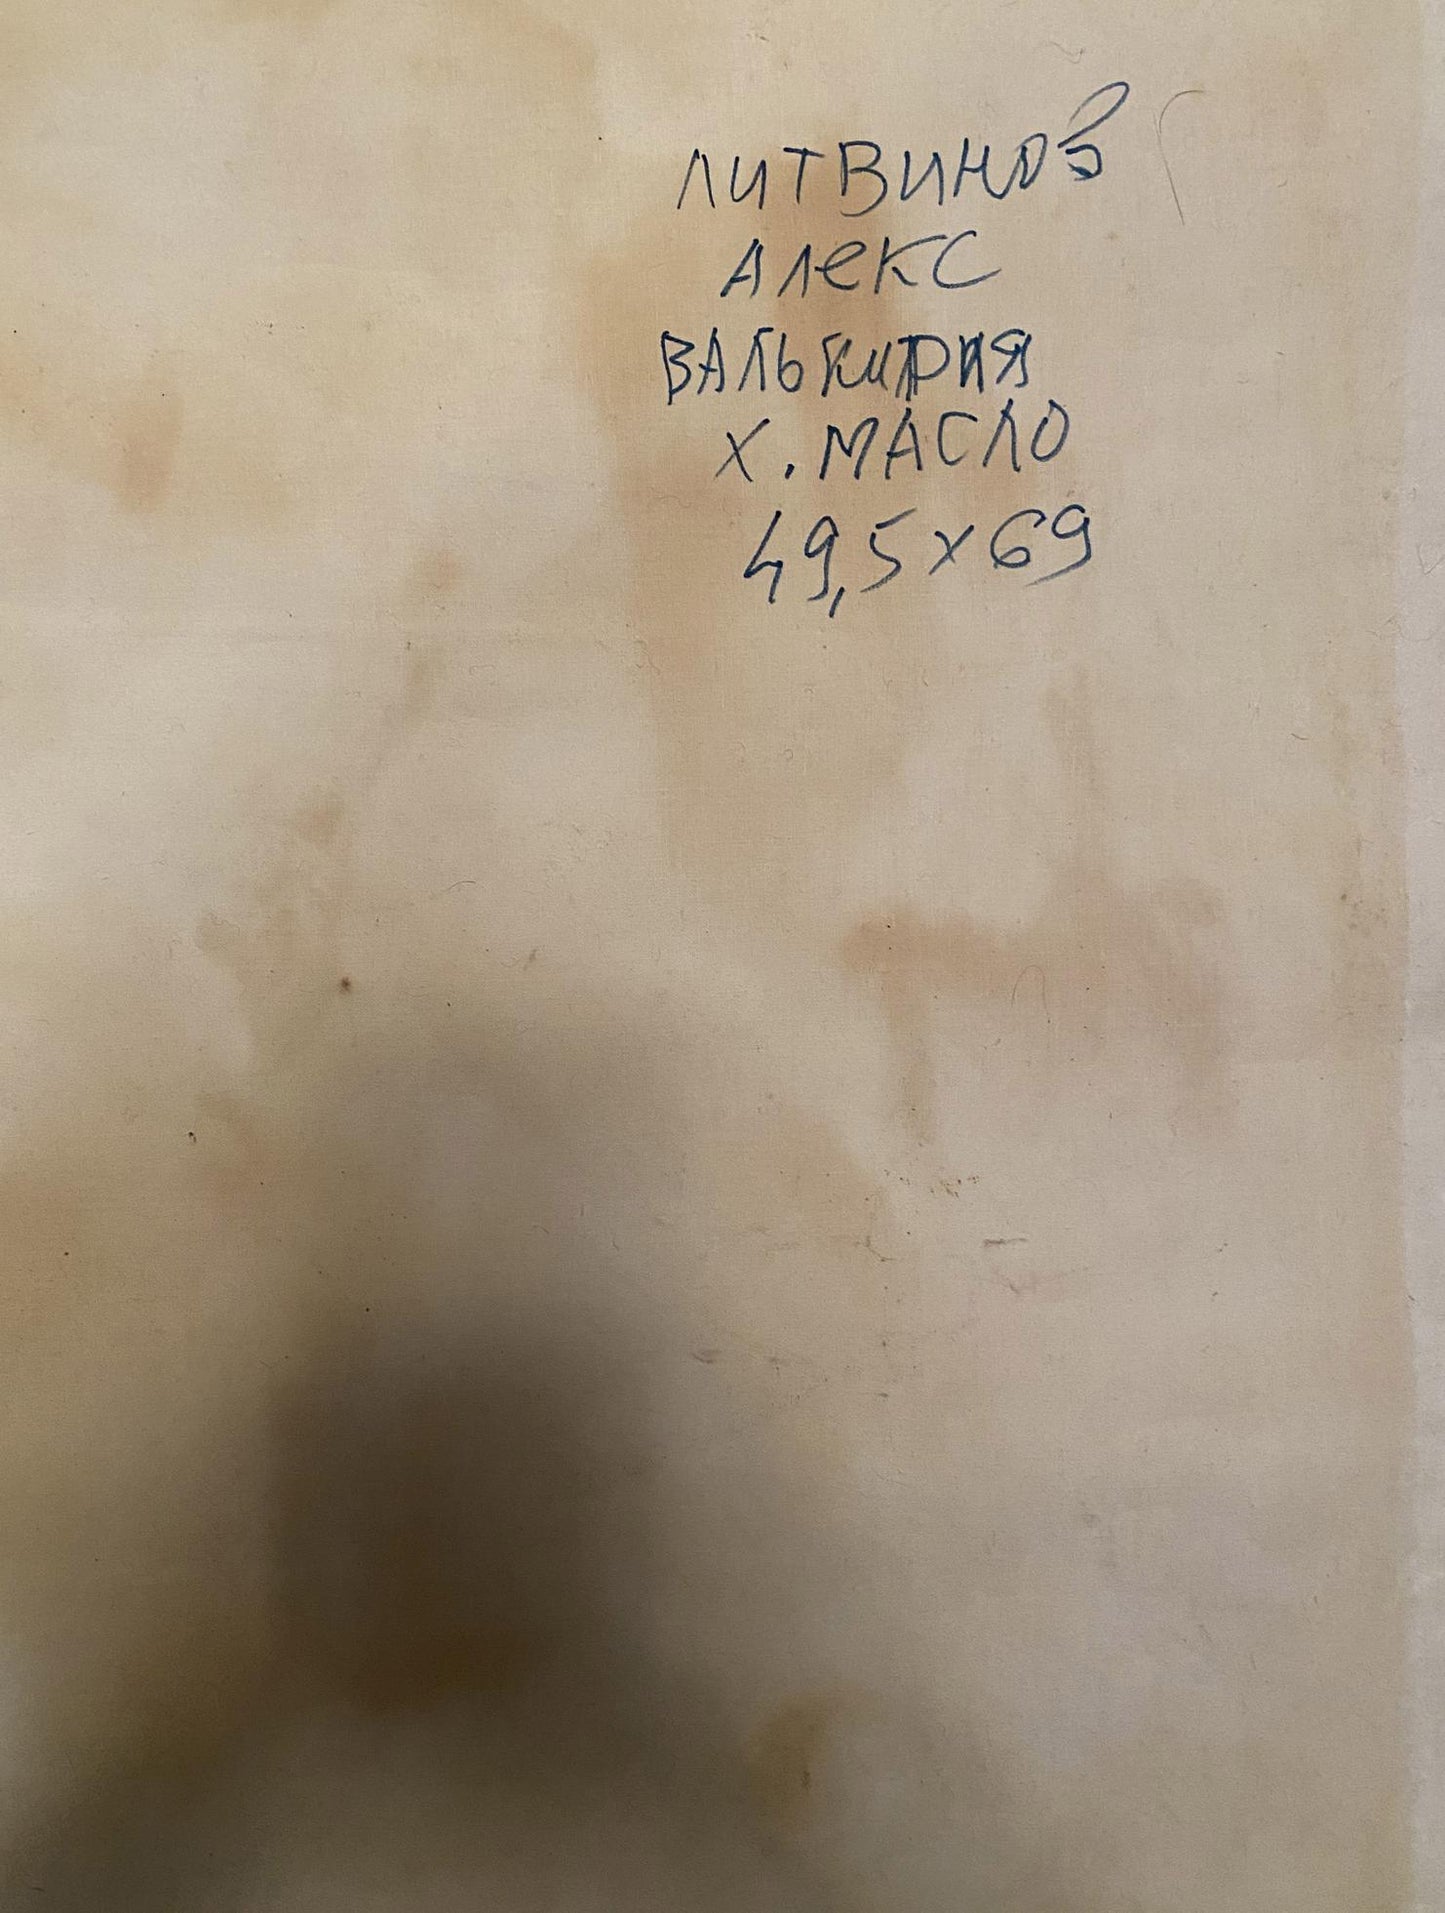 ЛИТВИНОВ
АЛЕКС
ВАЛЬКИРИЯ
Х. МАСЛО
49,5 х 69